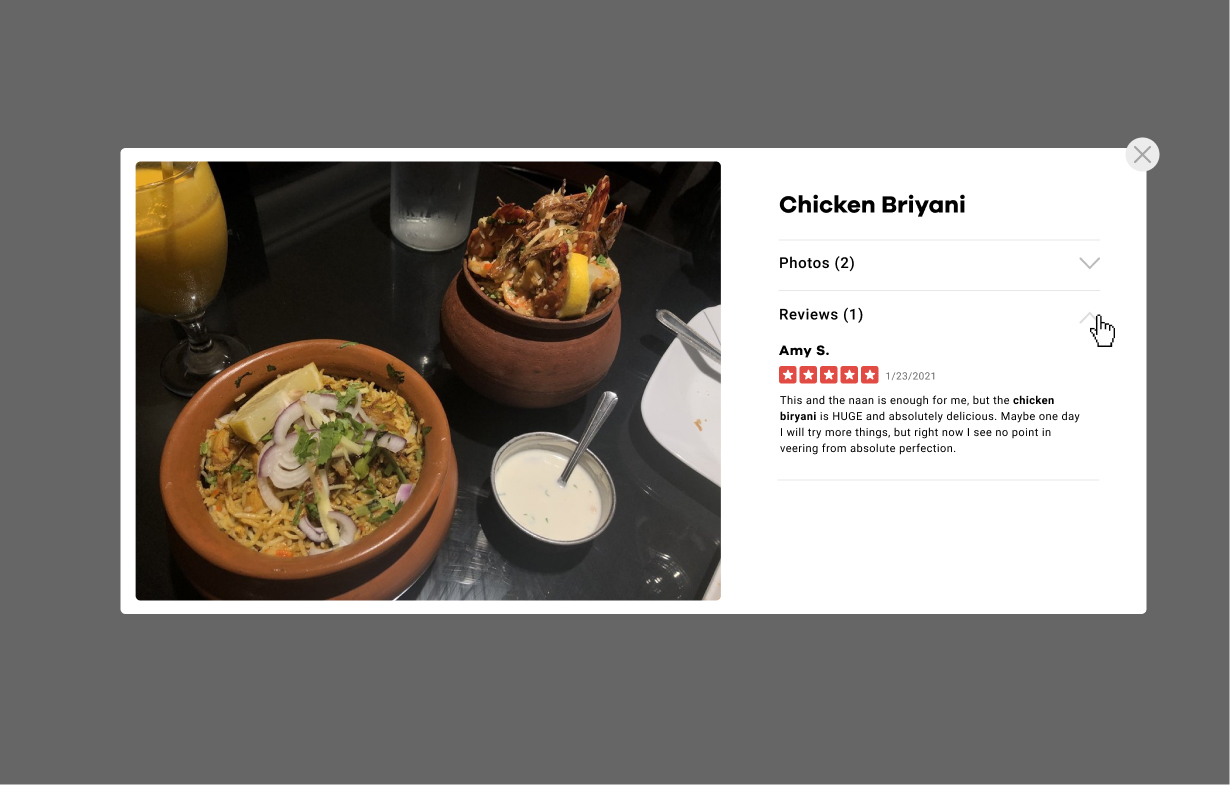 Chicken Briyani
Photos (2)
Reviews (1)
Amy S.
1/23/2021
This and the naan is enough for me, but the chicken
biryani is HUGE and absolutely delicious. Maybe one day
I will try more things, but right now I see no point in
veering from absolute perfection.